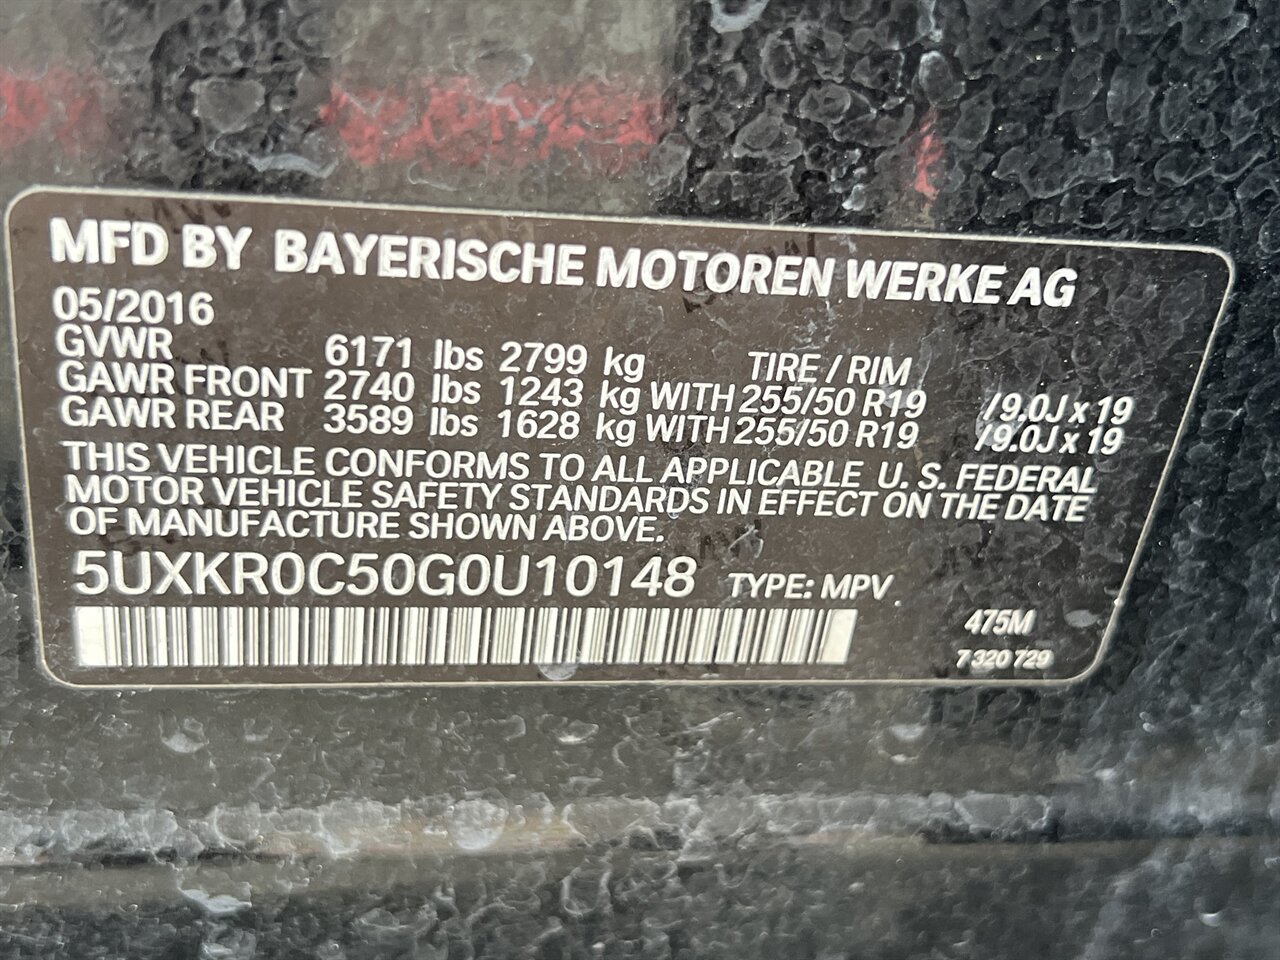 MFD BY BAYERISCHE MOTOREN WERKE AG
05/2016
GVWR 6171 lbs 2799 kg TIRE / RIM
GAWR FRONT 2740 lbs 1243 kg WITH 255/50 R19 / 9.0J x 19
GAWR REAR 3589 lbs 1628 kg WITH 255/50 R19 / 9.0J x 19
THIS VEHICLE CONFORMS TO ALL APPLICABLE U. S. FEDERAL
MOTOR VEHICLE SAFETY STANDARDS IN EFFECT ON THE DATE
OF MANUFACTURE SHOWN ABOVE.
5UXKR0C50G0U10148 TYPE: MPV
475M
7 320 729